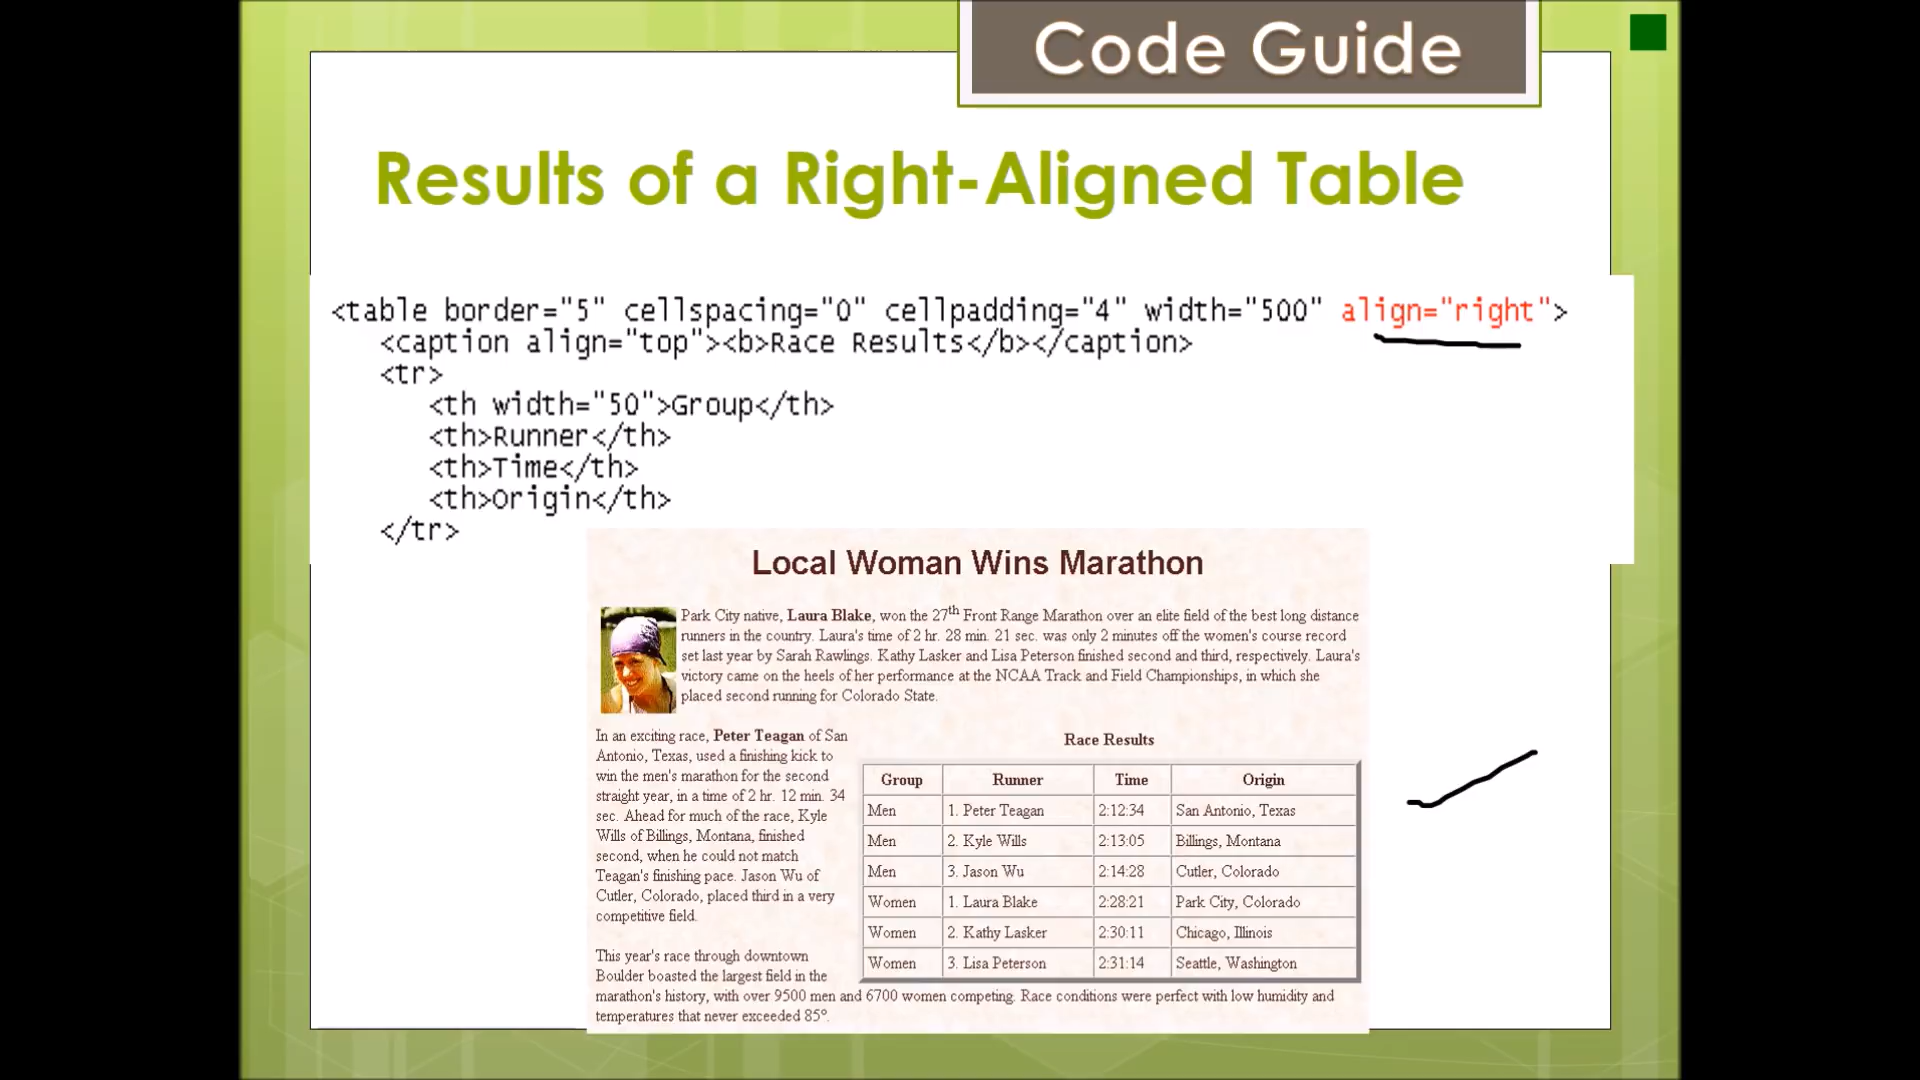 Code Guide
Results of a Right-Aligned Table
<table border="5" cellspacing="0" cellpadding="4" width="500" align="right">
<caption align="top"><b>Race Results</b></caption>
<tr>
<th width="50">Group</th>
<th>Runner</th>
<th>Time</th>
<th>Origin</th>
</tr>
Local Woman Wins Marathon
Park City native, Laura Blake, won the 27th Front Range Marathon over an elite field of the best long distance
runners in the country. Laura's time of 2 hr. 28 min. 21 sec. was only 2 minutes off the women's course record
set last year by Sarah Rawlings. Kathy Lasker and Lisa Peterson finished second and third, respectively. Laura's
victory came on the heels of her performance at the NCAA Track and Field Championships, in which she
placed second running for Colorado State.
In an exciting race, Peter Teagan of San
Antonio, Texas, used a finishing kick to
win the men's marathon for the second
straight year, in a time of 2 hr. 12 min. 34
sec. Ahead for much of the race, Kyle
Wills of Billings, Montana, finished
second, when he could not match
Teagan's finishing pace. Jason Wu of
Cutler, Colorado, placed third in a very
competitive field.
This year's race through downtown
Boulder boasted the largest field in the
marathon's history, with over 9500 men and 6700 women competing. Race conditions were perfect with low humidity and
temperatures that never exceeded 85°.
Race Results
Group Runner Time Origin
Men 1. Peter Teagan 2:12:34 San Antonio, Texas
Men 2. Kyle Wills 2:13:05 Billings, Montana
Men 3. Jason Wu 2:14:28 Cutler, Colorado
Women 1. Laura Blake 2:28:21 Park City, Colorado
Women 2. Kathy Lasker 2:30:11 Chicago, Illinois
Women 3. Lisa Peterson 2:31:14 Seattle, Washington